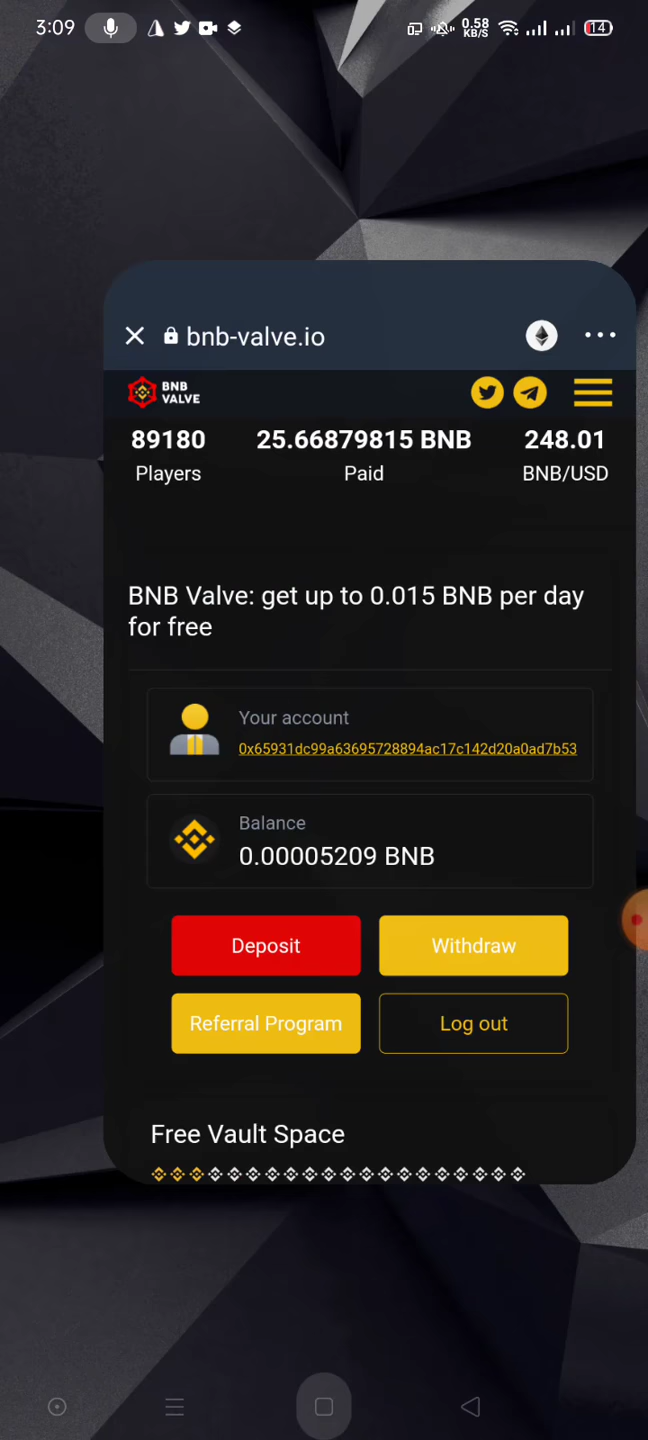 3:09
0.58
KB/S
14
bnb-valve.io
BNB
VALVE
89180 25.66879815 BNB 248.01
Players Paid BNB/USD
BNB Valve: get up to 0.015 BNB per day
for free
Your account
0x65931dc99a63695728894ac17c142d20a0ad7b53
Balance
0.00005209 BNB
Deposit Withdraw
Referral Program Log out
Free Vault Space